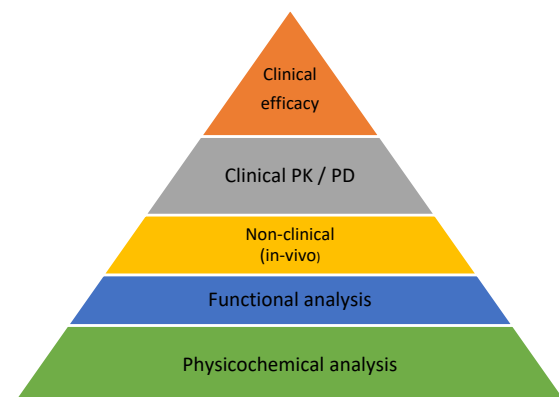 Clinical
efficacy
Clinical PK / PD
Non-clinical
(in-vivo)
Functional analysis
Physicochemical analysis